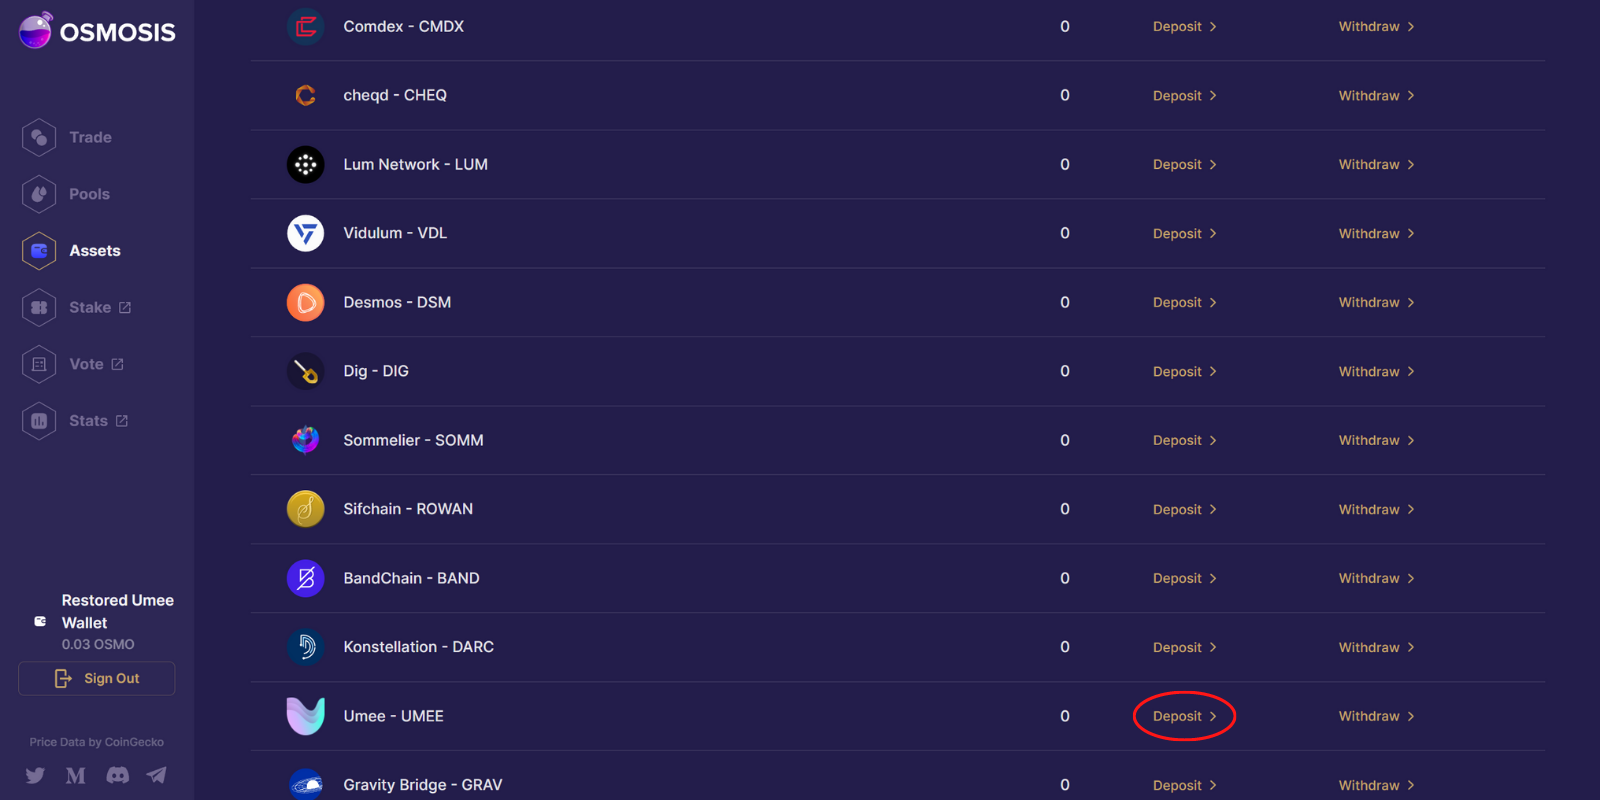 OSMOSIS
Trade
Pools
Assets
Stake
Vote
Stats
Restored Umee
Wallet
0.03 OSMO
Sign Out
Price Data by CoinGecko
M
Comdex - CMDX 0 Deposit > Withdraw >
cheqd - CHEQ 0 Deposit > Withdraw >
Lum Network - LUM 0 Deposit > Withdraw >
Vidulum - VDL 0 Deposit > Withdraw >
Desmos - DSM 0 Deposit > Withdraw >
Dig - DIG 0 Deposit > Withdraw >
Sommelier - SOMM 0 Deposit > Withdraw >
Sifchain - ROWAN 0 Deposit > Withdraw >
BandChain - BAND 0 Deposit > Withdraw >
Konstellation - DARC 0 Deposit > Withdraw >
Umee - UMEE 0 Deposit > Withdraw >
Gravity Bridge - GRAV 0 Deposit > Withdraw >